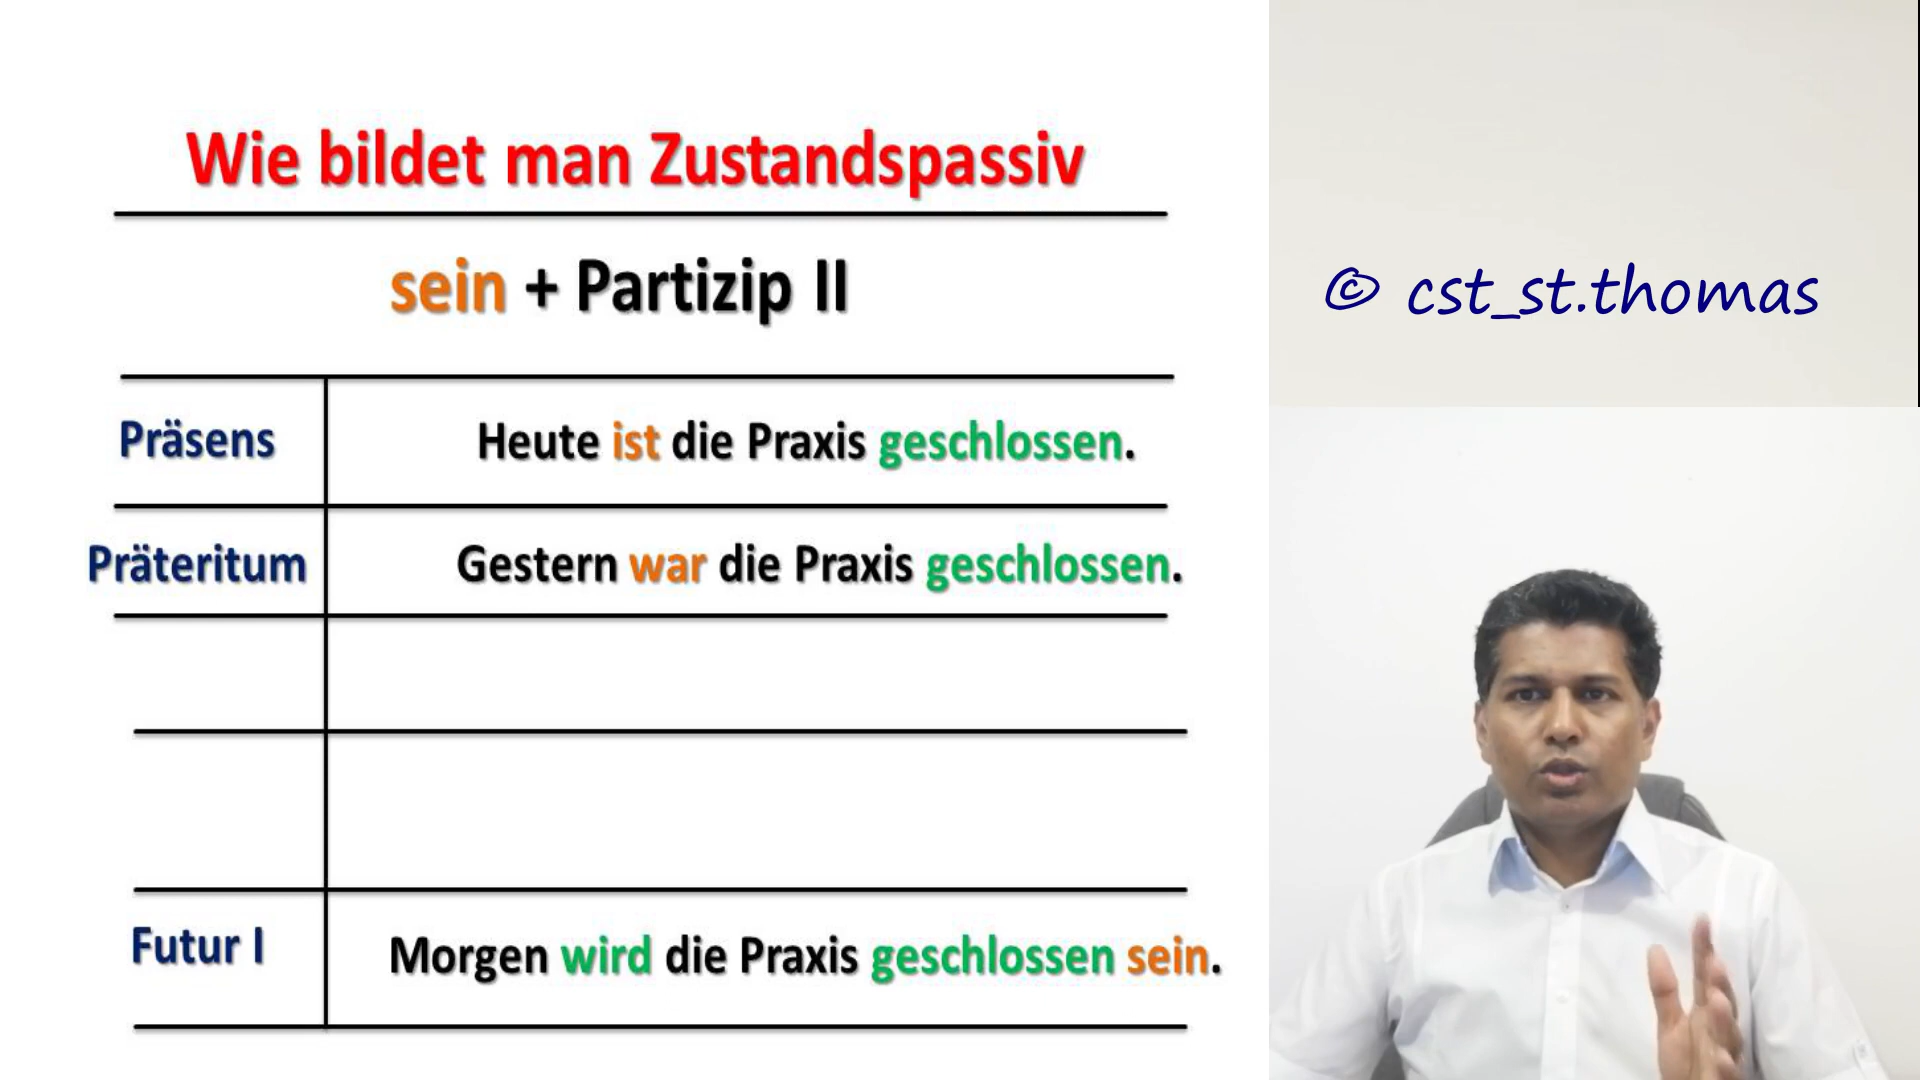 Wie bildet man Zustandspassiv
sein + Partizip II
© cst_st.thomas
Präsens
Heute ist die Praxis geschlossen.
Präteritum
Gestern war die Praxis geschlossen.
Futur I
Morgen wird die Praxis geschlossen sein.